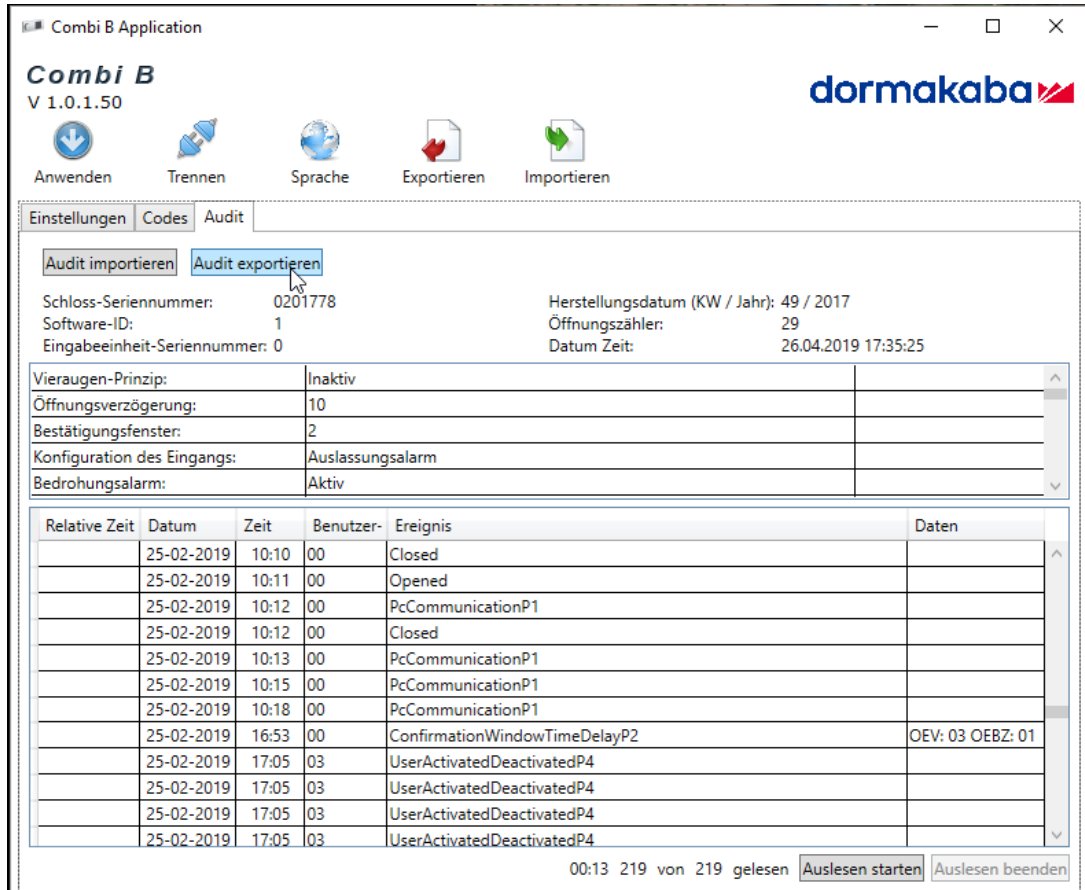 Combi B Application
Combi B
V 1.0.1.50
dormakaba
Anwenden Trennen Sprache Exportieren Importieren
Einstellungen Codes Audit
Audit importieren Audit exportieren
Schloss-Seriennummer: 0201778 Herstellungsdatum (KW / Jahr): 49 / 2017
Software-ID: 1 Öffnungszähler: 29
Eingabeeinheit-Seriennummer: 0 Datum Zeit: 26.04.2019 17:35:25
Vieraugen-Prinzip: Inaktiv
Öffnungsverzögerung: 10
Bestätigungsfenster: 2
Konfiguration des Eingangs: Auslassungsalarm
Bedrohungsalarm: Aktiv
Relative Zeit Datum Zeit Benutzer- Ereignis Daten
25-02-2019 10:10 00 Closed
25-02-2019 10:11 00 Opened
25-02-2019 10:12 00 PcCommunicationP1
25-02-2019 10:12 00 Closed
25-02-2019 10:13 00 PcCommunicationP1
25-02-2019 10:15 00 PcCommunicationP1
25-02-2019 10:18 00 PcCommunicationP1
25-02-2019 16:53 00 ConfirmationWindowTimeDelayP2 OEV: 03 OEBZ: 01
25-02-2019 17:05 03 UserActivatedDeactivatedP4
25-02-2019 17:05 03 UserActivatedDeactivatedP4
25-02-2019 17:05 03 UserActivatedDeactivatedP4
25-02-2019 17:05 03 UserActivatedDeactivatedP4
00:13 219 von 219 gelesen Auslesen starten Auslesen beenden